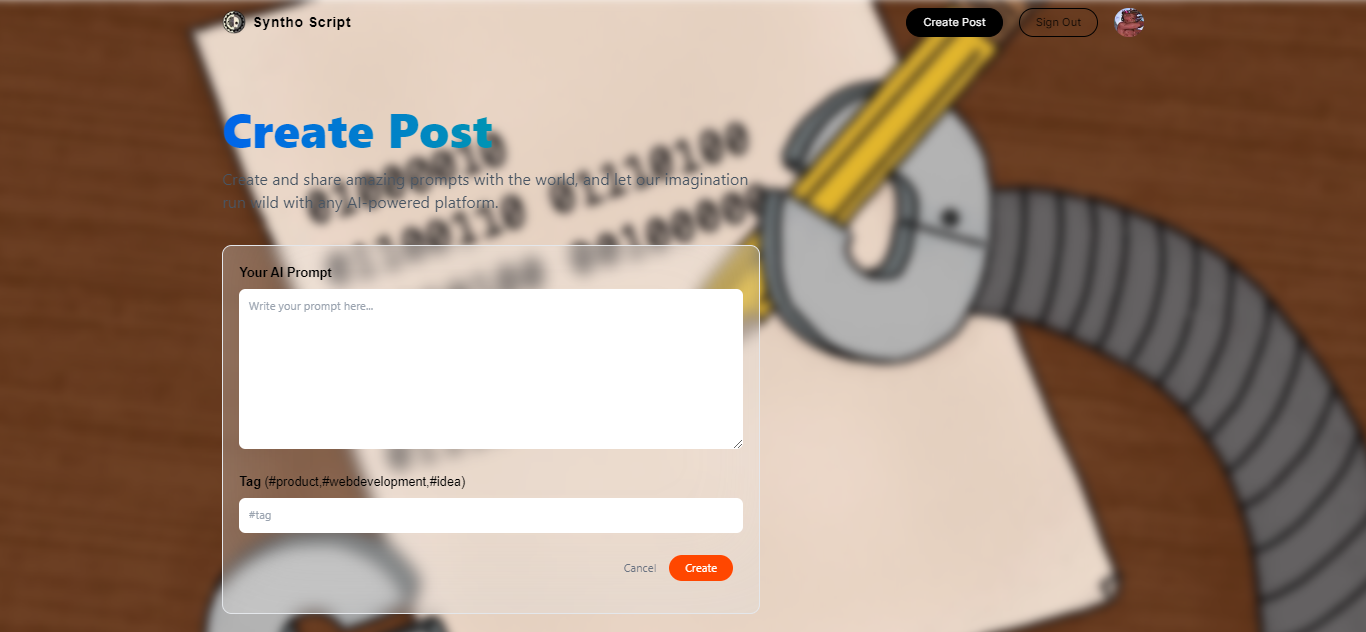 Syntho Script
Create Post
Sign Out
Create Post
Create and share amazing prompts with the world, and let our imagination
run wild with any AI-powered platform.
01100110 01110100
Your AI Prompt
Write your prompt here...
Tag (#product,#webdevelopment,#idea)
#tag
Cancel
Create